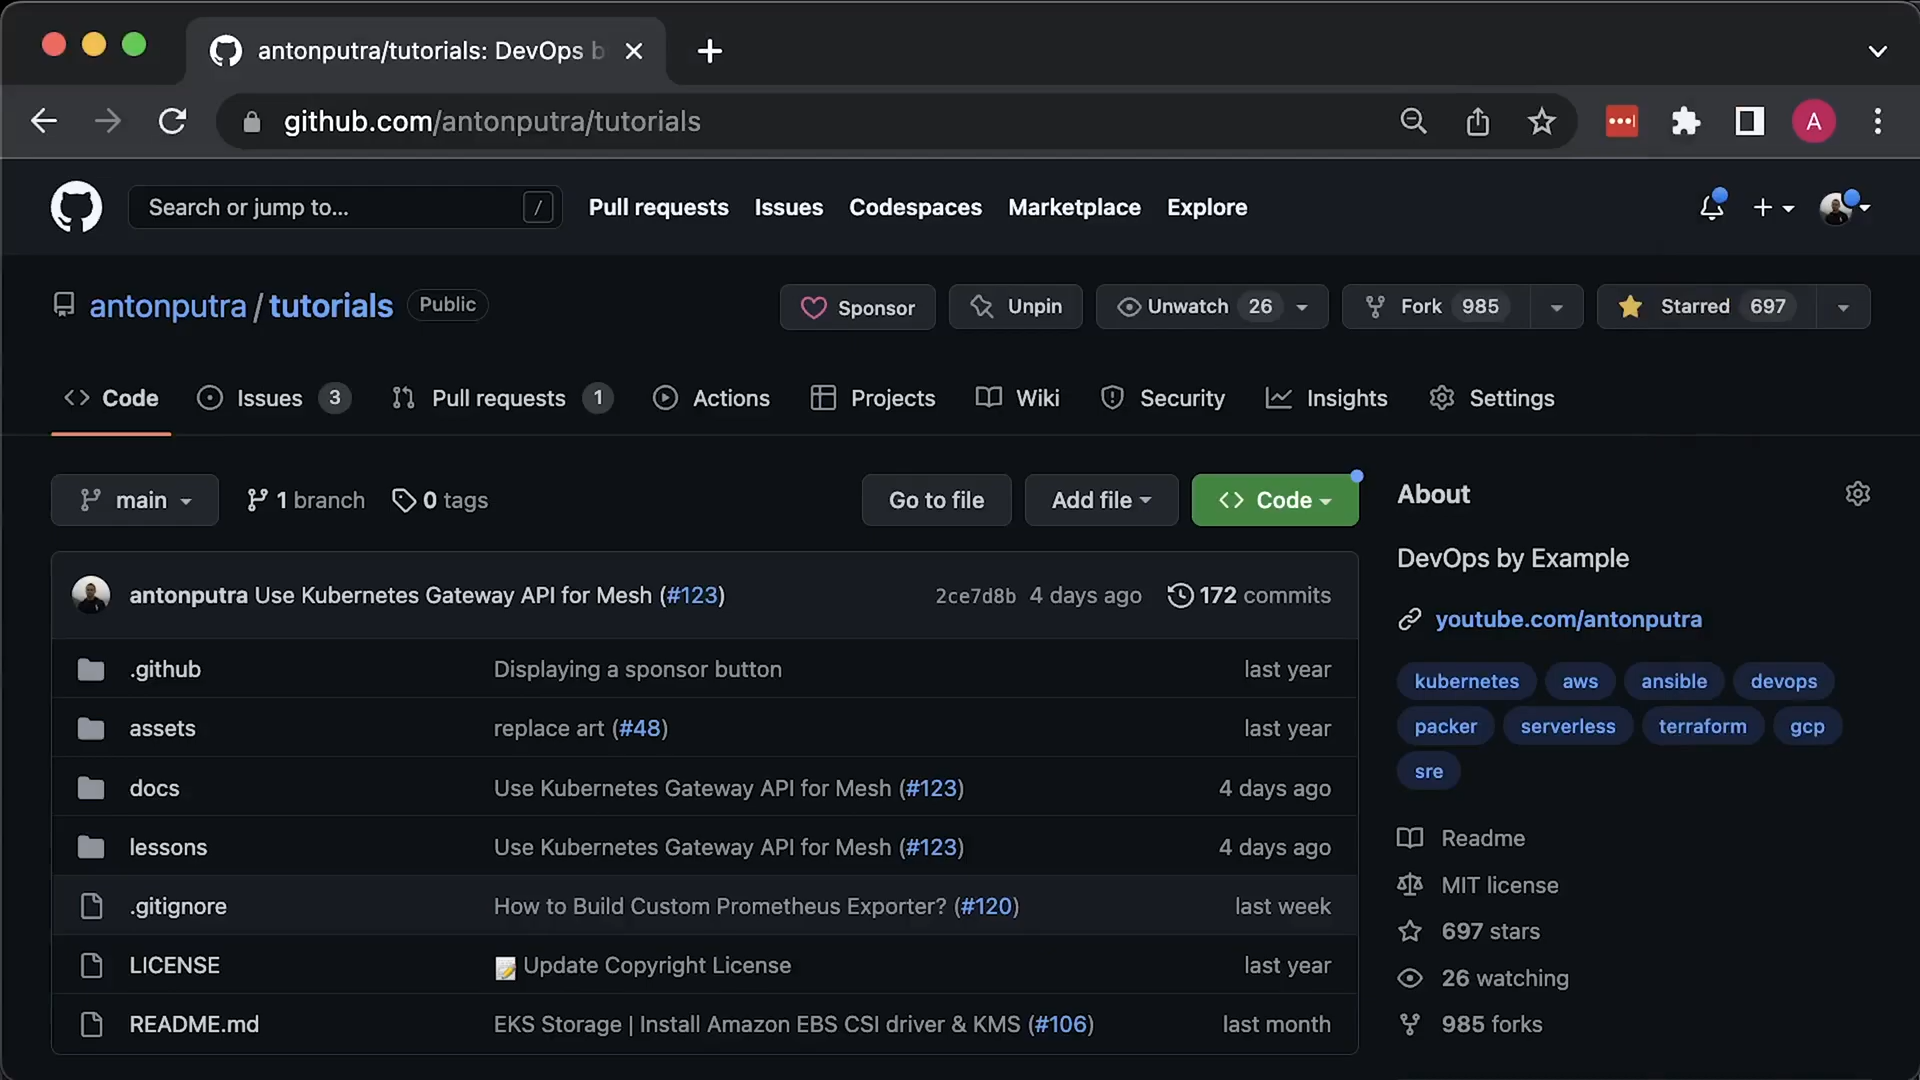 antonputra/tutorials: DevOps b
github.com/antonputra/tutorials
A
Search or jump to... /
Pull requests Issues Codespaces Marketplace Explore
antonputra / tutorials Public
Sponsor Unpin Unwatch 26 Fork 985 Starred 697
Code Issues 3 Pull requests 1 Actions Projects Wiki Security Insights Settings
main 1 branch 0 tags Go to file Add file Code
About
DevOps by Example
youtube.com/antonputra
kubernetes aws ansible devops
packer serverless terraform gcp
sre
Readme
MIT license
697 stars
26 watching
985 forks
antonputra Use Kubernetes Gateway API for Mesh (#123) 2ce7d8b 4 days ago 172 commits
.github Displaying a sponsor button last year
assets replace art (#48) last year
docs Use Kubernetes Gateway API for Mesh (#123) 4 days ago
lessons Use Kubernetes Gateway API for Mesh (#123) 4 days ago
.gitignore How to Build Custom Prometheus Exporter? (#120) last week
LICENSE 📝 Update Copyright License last year
README.md EKS Storage | Install Amazon EBS CSI driver & KMS (#106) last month